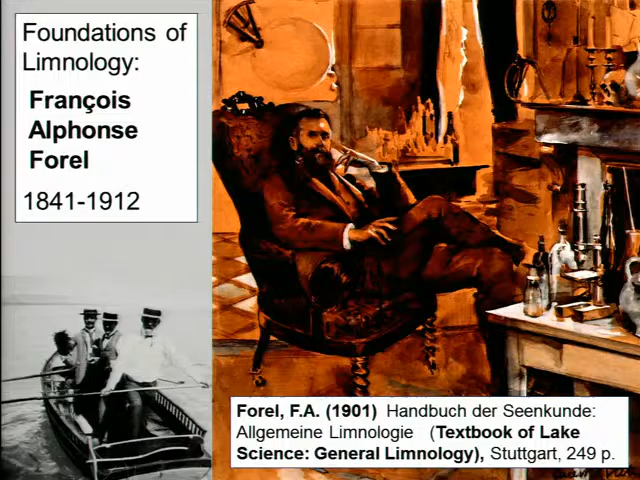 Foundations of
Limnology:
François
Alphonse
Forel
1841-1912
Forel, F.A. (1901) Handbuch der Seenkunde:
Allgemeine Limnologie (Textbook of Lake
Science: General Limnology), Stuttgart, 249 p.